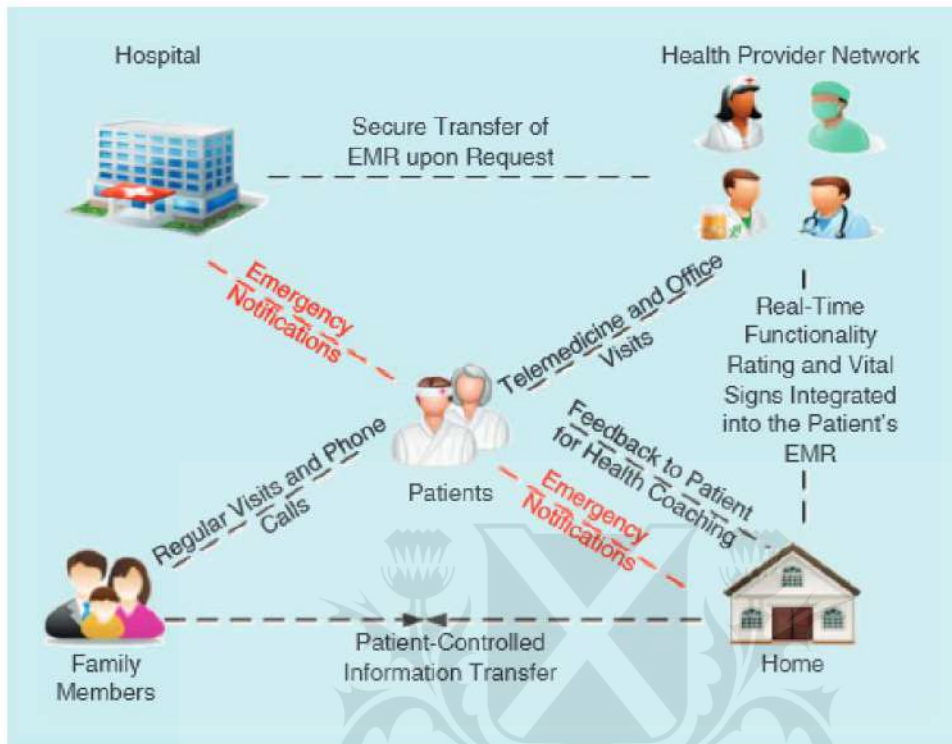 Hospital
Health Provider Network
Secure Transfer of
EMR upon Request
Emergency
Notifications
Telemedicine and Office
Visits
Real-Time
Functionality
Rating and Vital
Signs Integrated
into the Patient's
EMR
Patients
Regular Visits and Phone
Calls
Feedback to Patient
for Health Coaching
Emergency
Notifications
Family
Members
Patient-Controlled
Information Transfer
Home